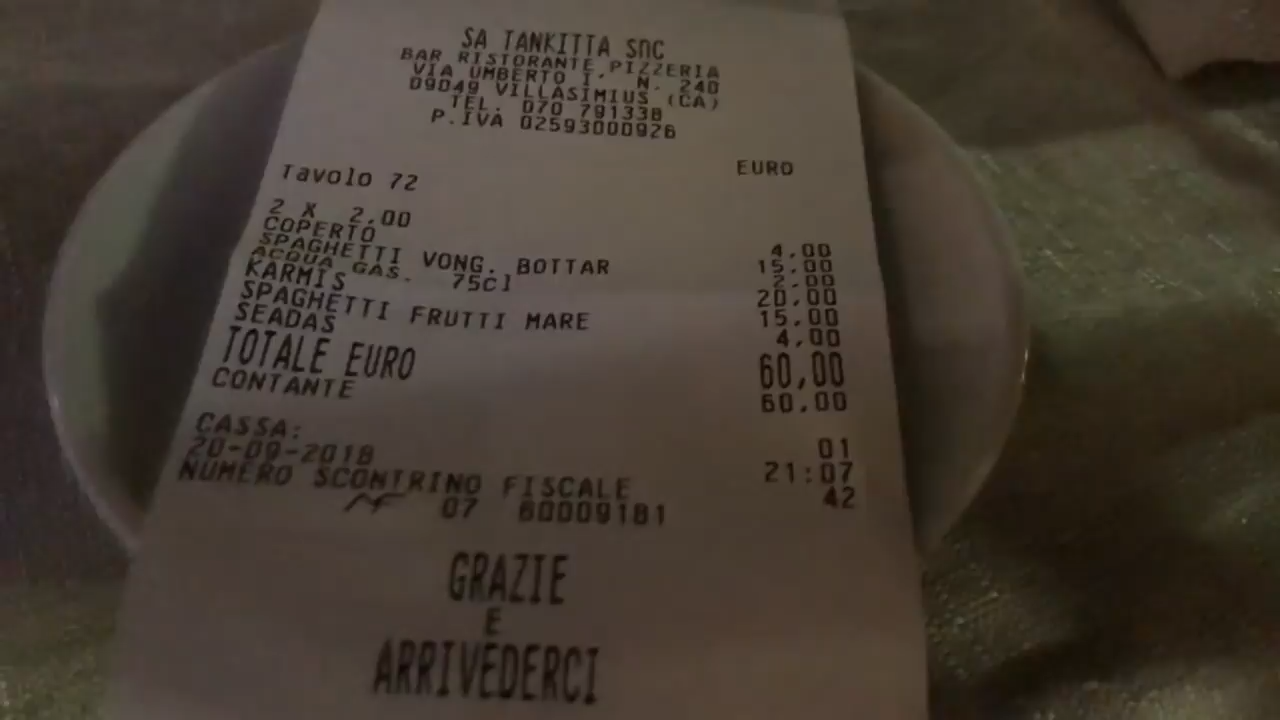 SA TANKITTA SnC
BAR RISTORANTE PIZZERIA
VIA UMBERTO I, N. 240
09049 VILLASIMIUS (CA)
TEL. 070 791338
P.IVA 02593000926
EURO
Tavolo 72
2 X 2,00
COPERTO 4,00
SPAGHETTI VONG. BOTTAR 15,00
ACQUA GAS. 75cl 2,00
KARMIS 20,00
SPAGHETTI FRUTTI MARE 15,00
SEADAS 4,00
TOTALE EURO 60,00
CONTANTE 60,00
CASSA: 01
20-09-2018 21:07
NUMERO SCONTRINO FISCALE 42
MF 07 80009181
GRAZIE
E
ARRIVEDERCI